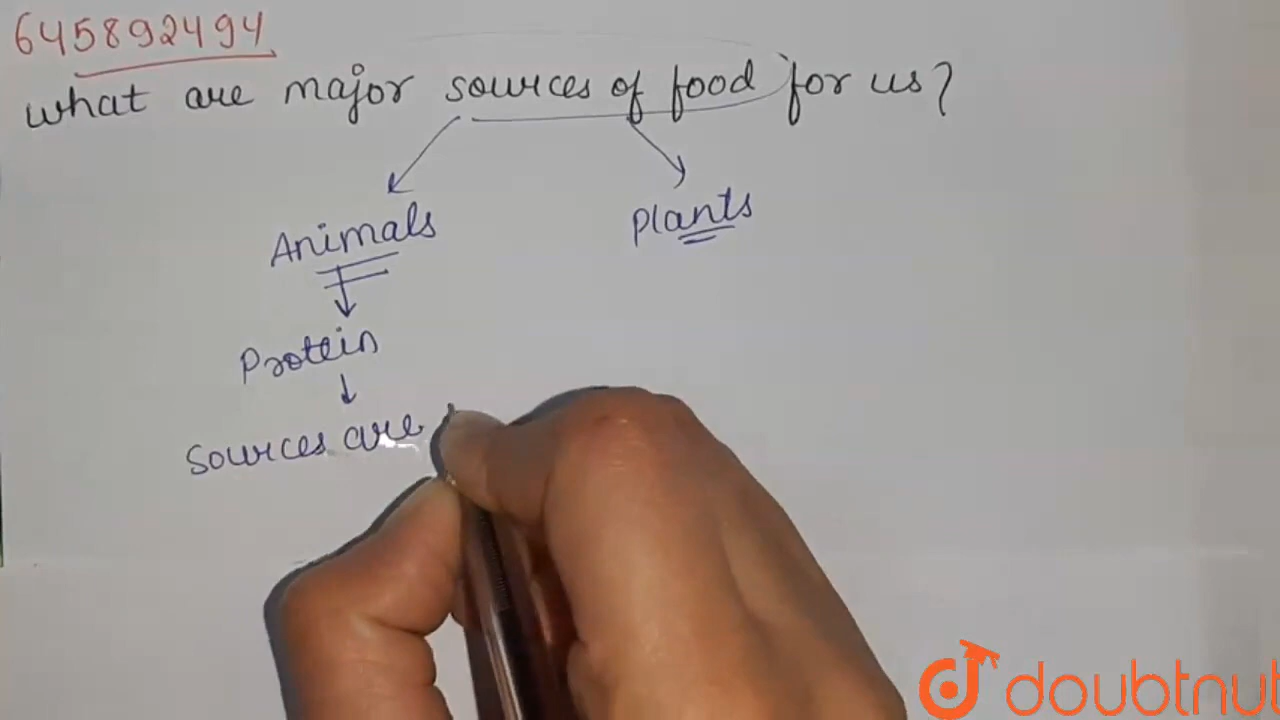 645892494
what are major sources of food for us?
Animals
Plants
Protein
Sources are
doubtnut